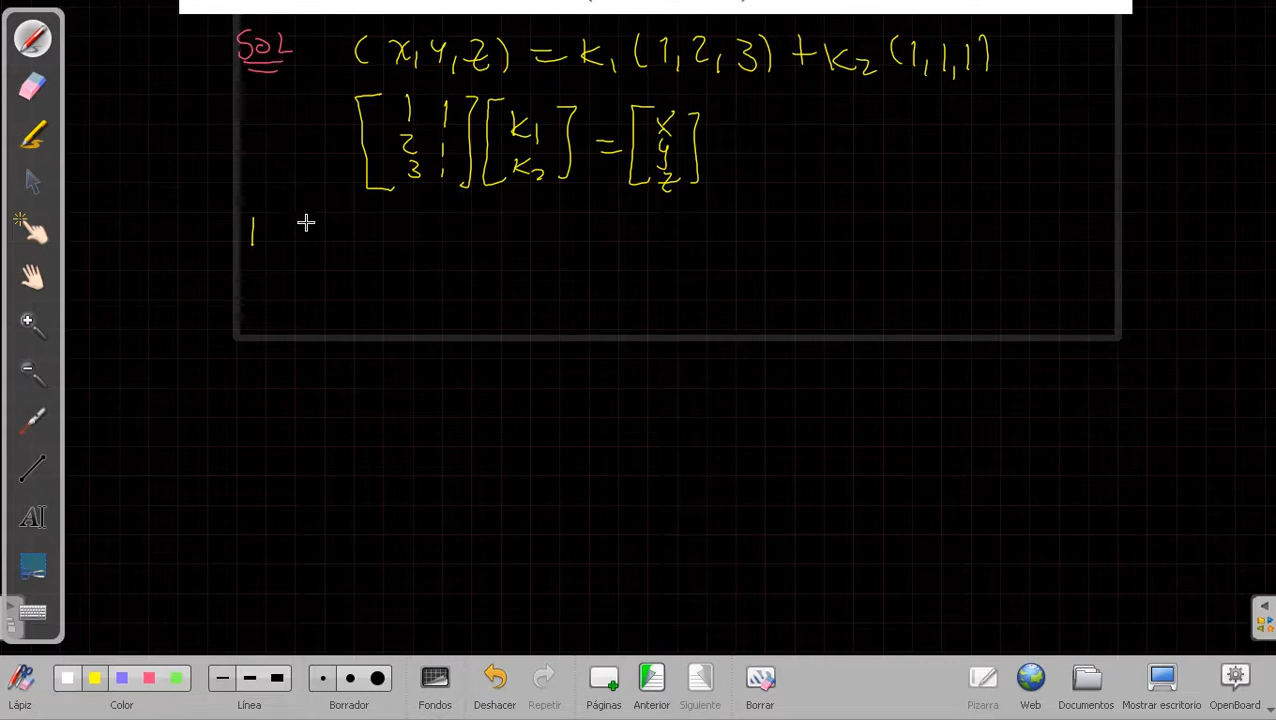 SOL (x,y,z) = k₁(1,2,3) + k₂(1,1,1)
[1 1 [k₁ [x
2 1 = y
3 1] k₂] z]
1
AI
Lápiz Color Línea Borrador Fondos Deshacer Repetir Páginas Anterior Siguiente Borrar Pizarra Web Documentos Mostrar escritorio OpenBoard